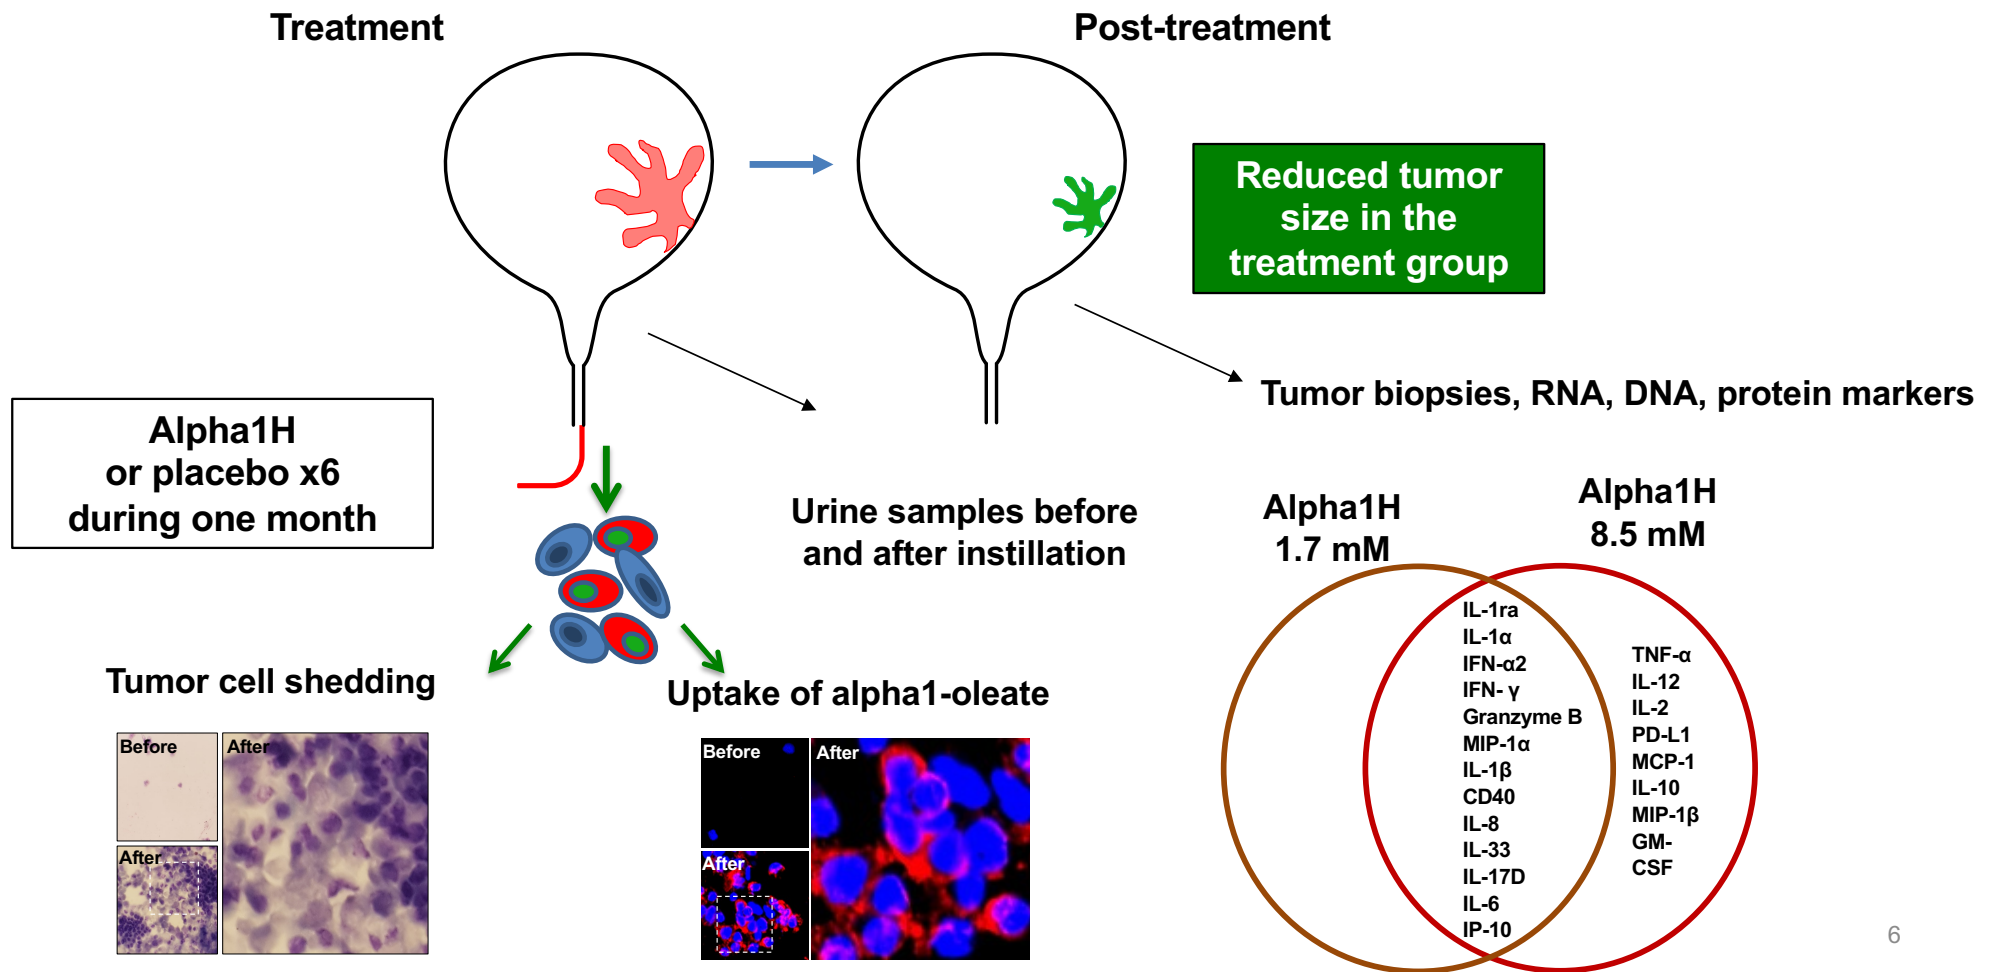 Treatment
Post-treatment
Reduced tumor
size in the
treatment group
Alpha1H
or placebo x6
during one month
Tumor biopsies, RNA, DNA, protein markers
Urine samples before
and after instillation
Tumor cell shedding
Before
After
After
Uptake of alpha1-oleate
Before
After
After
Alpha1H
1.7 mM
Alpha1H
8.5 mM
IL-1ra
IL-1α
IFN-α2
IFN- γ
Granzyme B
MIP-1α
IL-1β
CD40
IL-8
IL-33
IL-17D
IL-6
IP-10
TNF-α
IL-12
IL-2
PD-L1
MCP-1
IL-10
MIP-1β
GM-
CSF
6